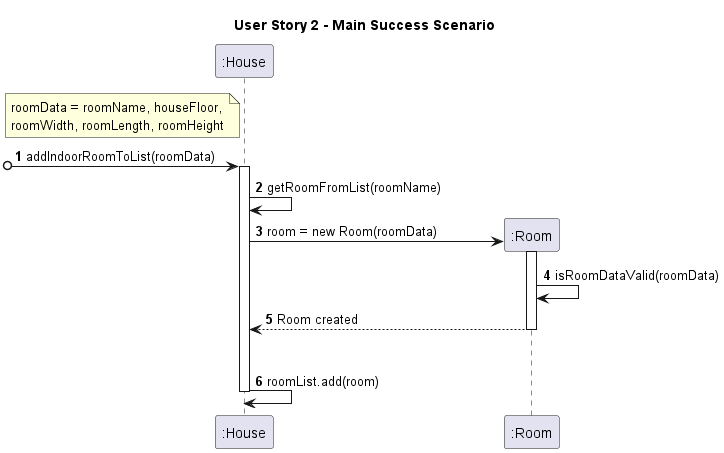 User Story 2 - Main Success Scenario
:House
roomData = roomName, houseFloor,
roomWidth, roomLength, roomHeight
1 addIndoorRoomToList(roomData)
2 getRoomFromList(roomName)
3 room = new Room(roomData)
:Room
4 isRoomDataValid(roomData)
5 Room created
6 roomList.add(room)
:House
:Room